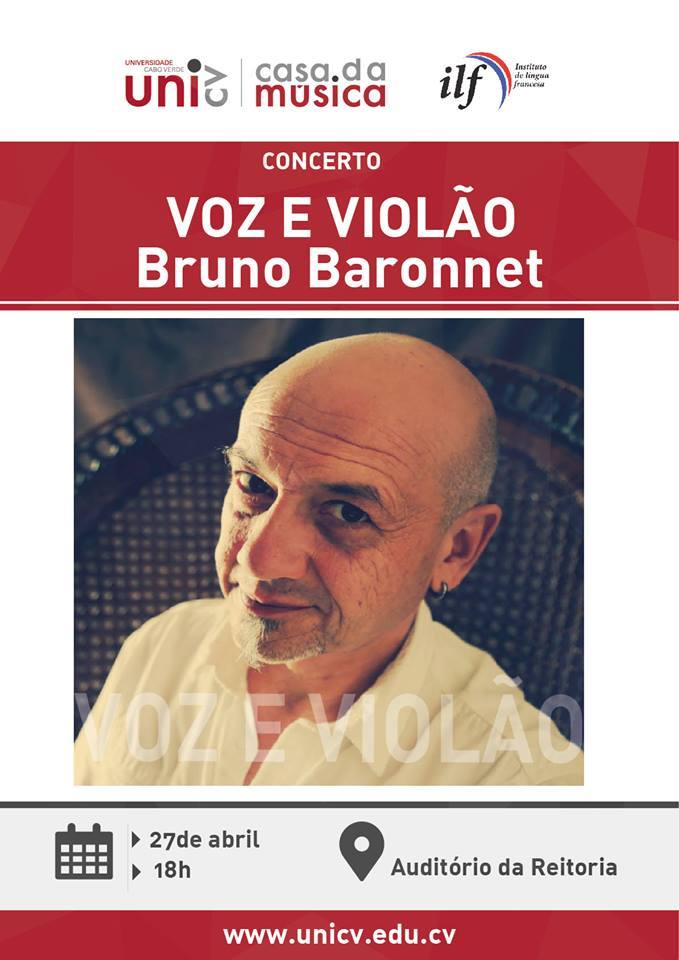 UNIVERSIDADE
CABO VERDE
uni cv
casa.da
música
ilf
Instituto
de língua
francesa
CONCERTO
VOZ E VIOLÃO
Bruno Baronnet
VOZ E VIOLÃO
27de abril
18h
Auditório da Reitoria
www.unicv.edu.cv